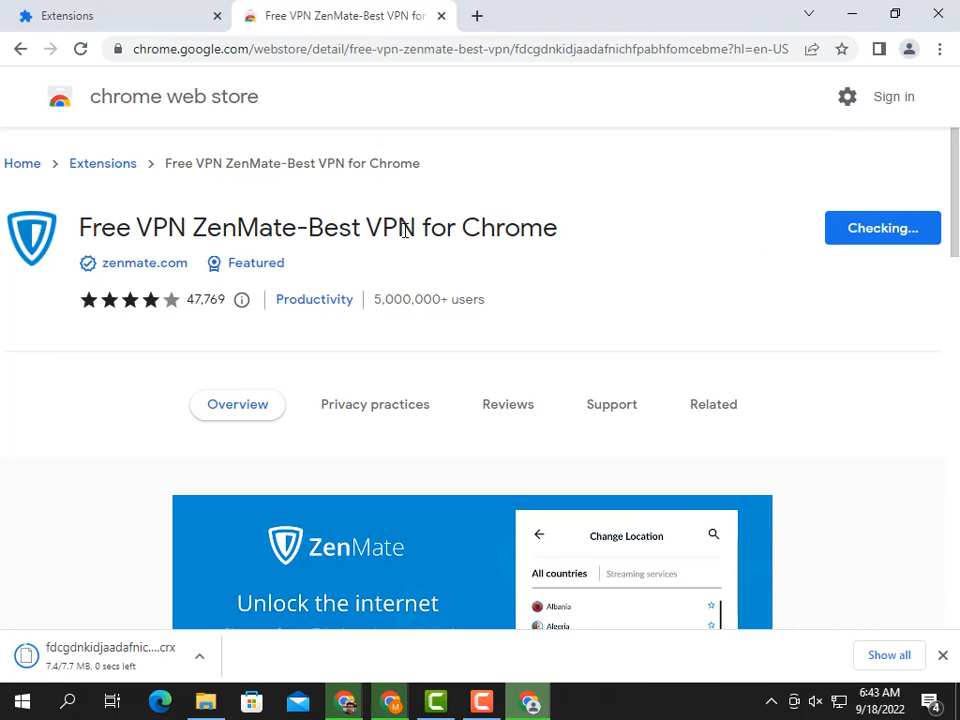 Extensions
Free VPN ZenMate-Best VPN for
chrome.google.com/webstore/detail/free-vpn-zenmate-best-vpn/fdcgdnkidjaadafnichfpabhfomcebme?hl=en-US
chrome web store
Sign in
Home > Extensions > Free VPN ZenMate-Best VPN for Chrome
Free VPN ZenMate-Best VPN for Chrome
Checking...
zenmate.com
Featured
47,769
Productivity
5,000,000+ users
Overview
Privacy practices
Reviews
Support
Related
ZenMate
Unlock the internet
Change Location
All countries
Streaming services
Albania
Algeria
fdcgdnkidjaadafnic....crx
7.4/7.7 MB, 0 secs left
Show all
6:43 AM
9/18/2022
4